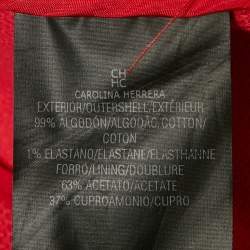 CH
HC
CAROLINA HERRERA
EXTERIOR/OUTERSHELL/EXTÉRIEUR
99% ALGODÓN/ALGODÃO/COTTON/
COTON
1% ELASTANO/ELASTANE/ELASTHANNE
FORRO/LINING/DOUBLURE
63% ACETATO/ACETATE
37% CUPROAMONIO/CUPRO